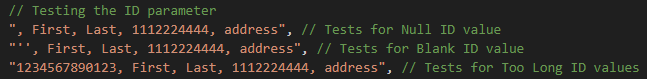 // Testing the ID parameter
", First, Last, 1112224444, address", // Tests for Null ID value
"'', First, Last, 1112224444, address", // Tests for Blank ID value
"1234567890123, First, Last, 1112224444, address", // Tests for Too Long ID values